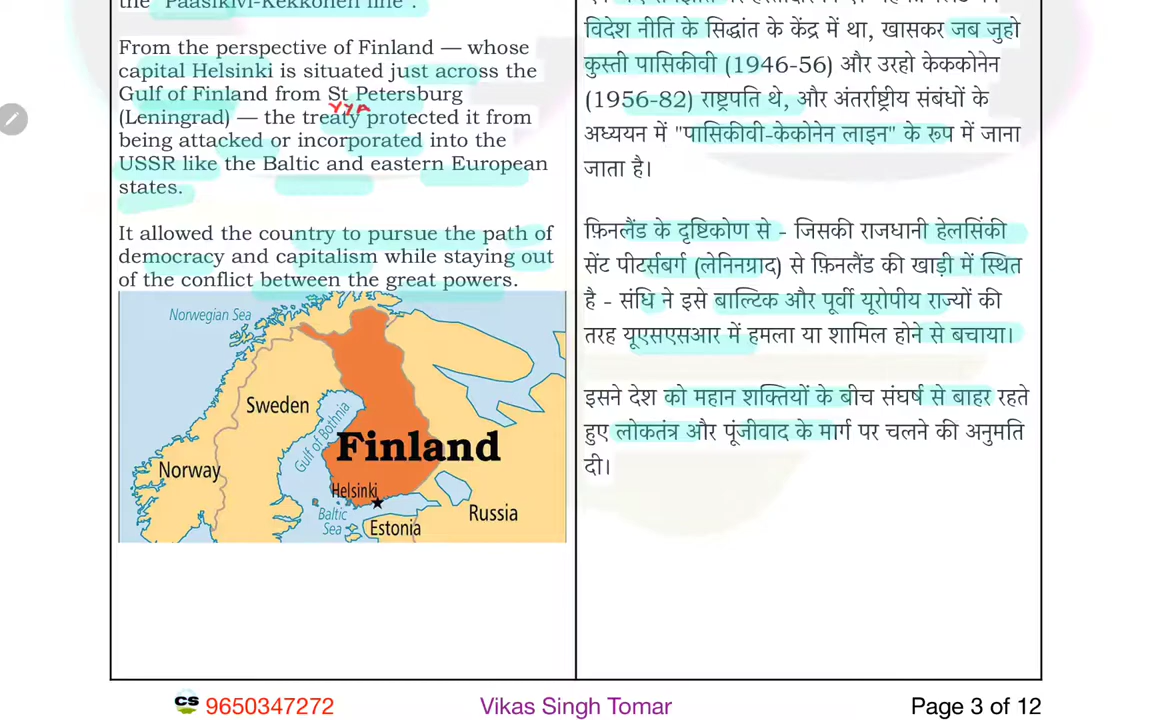 the "Paasikivi-Kekkonen line".
From the perspective of Finland — whose
capital Helsinki is situated just across the
Gulf of Finland from St Petersburg
YYA
(Leningrad) — the treaty protected it from
being attacked or incorporated into the
USSR like the Baltic and eastern European
states.
It allowed the country to pursue the path of
democracy and capitalism while staying out
of the conflict between the great powers.
Norwegian Sea
Sweden
Gulf of Bothnia
Finland
Norway
Helsinki
Baltic
Sea
Estonia
Russia
विदेश नीति के सिद्धांत के केंद्र में था, खासकर जब जुहो
कुस्ती पासिकीवी (1946-56) और उरहो केककोनेन
(1956-82) राष्ट्रपति थे, और अंतर्राष्ट्रीय संबंधों के
अध्ययन में "पासिकीवी-केकोनेन लाइन" के रूप में जाना
जाता है।
फ़िनलैंड के दृष्टिकोण से - जिसकी राजधानी हेलसिंकी
सेंट पीटर्सबर्ग (लेनिनग्राद) से फ़िनलैंड की खाड़ी में स्थित
है - संधि ने इसे बाल्टिक और पूर्वी यूरोपीय राज्यों की
तरह यूएसएसआर में हमला या शामिल होने से बचाया।
इसने देश को महान शक्तियों के बीच संघर्ष से बाहर रहते
हुए लोकतंत्र और पूंजीवाद के मार्ग पर चलने की अनुमति
दी।
CS 9650347272
Vikas Singh Tomar
Page 3 of 12